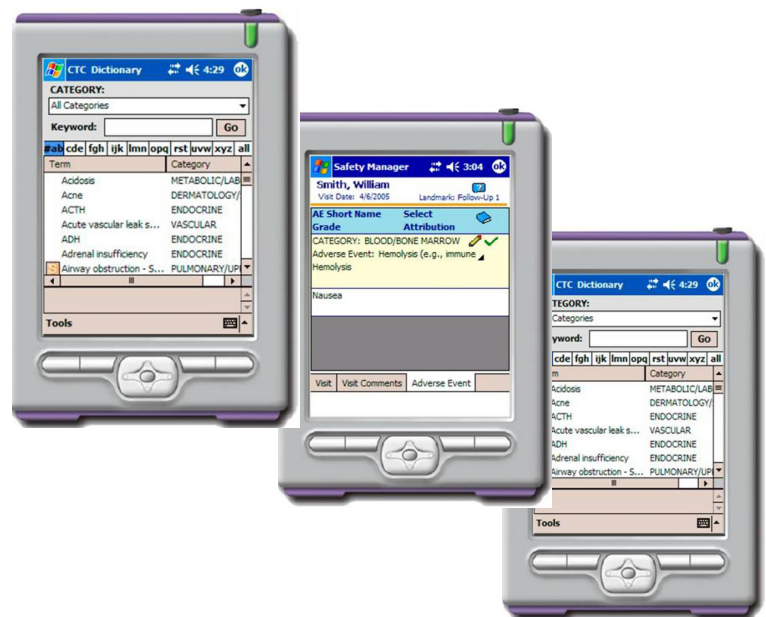 CTC Dictionary 4:29 ok
CATEGORY:
All Categories
Keyword: Go
#ab cde fgh ijk lmn opq rst uvw xyz all
Term Category
Acidosis METABOLIC/LAB
Acne DERMATOLOGY/
ACTH ENDOCRINE
Acute vascular leak s... VASCULAR
ADH ENDOCRINE
Adrenal insufficiency ENDOCRINE
Airway obstruction - S... PULMONARY/UPI
Tools
Safety Manager 3:04 ok
Smith, William
Visit Date: 4/6/2005 Landmark: Follow-Up 1
AE Short Name Select
Grade Attribution
CATEGORY: BLOOD/BONE MARROW
Adverse Event: Hemolysis (e.g., immune
Hemolysis
Nausea
Visit Visit Comments Adverse Event
CTC Dictionary 4:29 ok
TEGORY:
Categories
yword: Go
cde fgh ijk lmn opq rst uvw xyz all
m Category
Acidosis METABOLIC/LAB
Acne DERMATOLOGY/
ACTH ENDOCRINE
Acute vascular leak s... VASCULAR
ADH ENDOCRINE
Adrenal insufficiency ENDOCRINE
Airway obstruction - S... PULMONARY/UPI
Tools